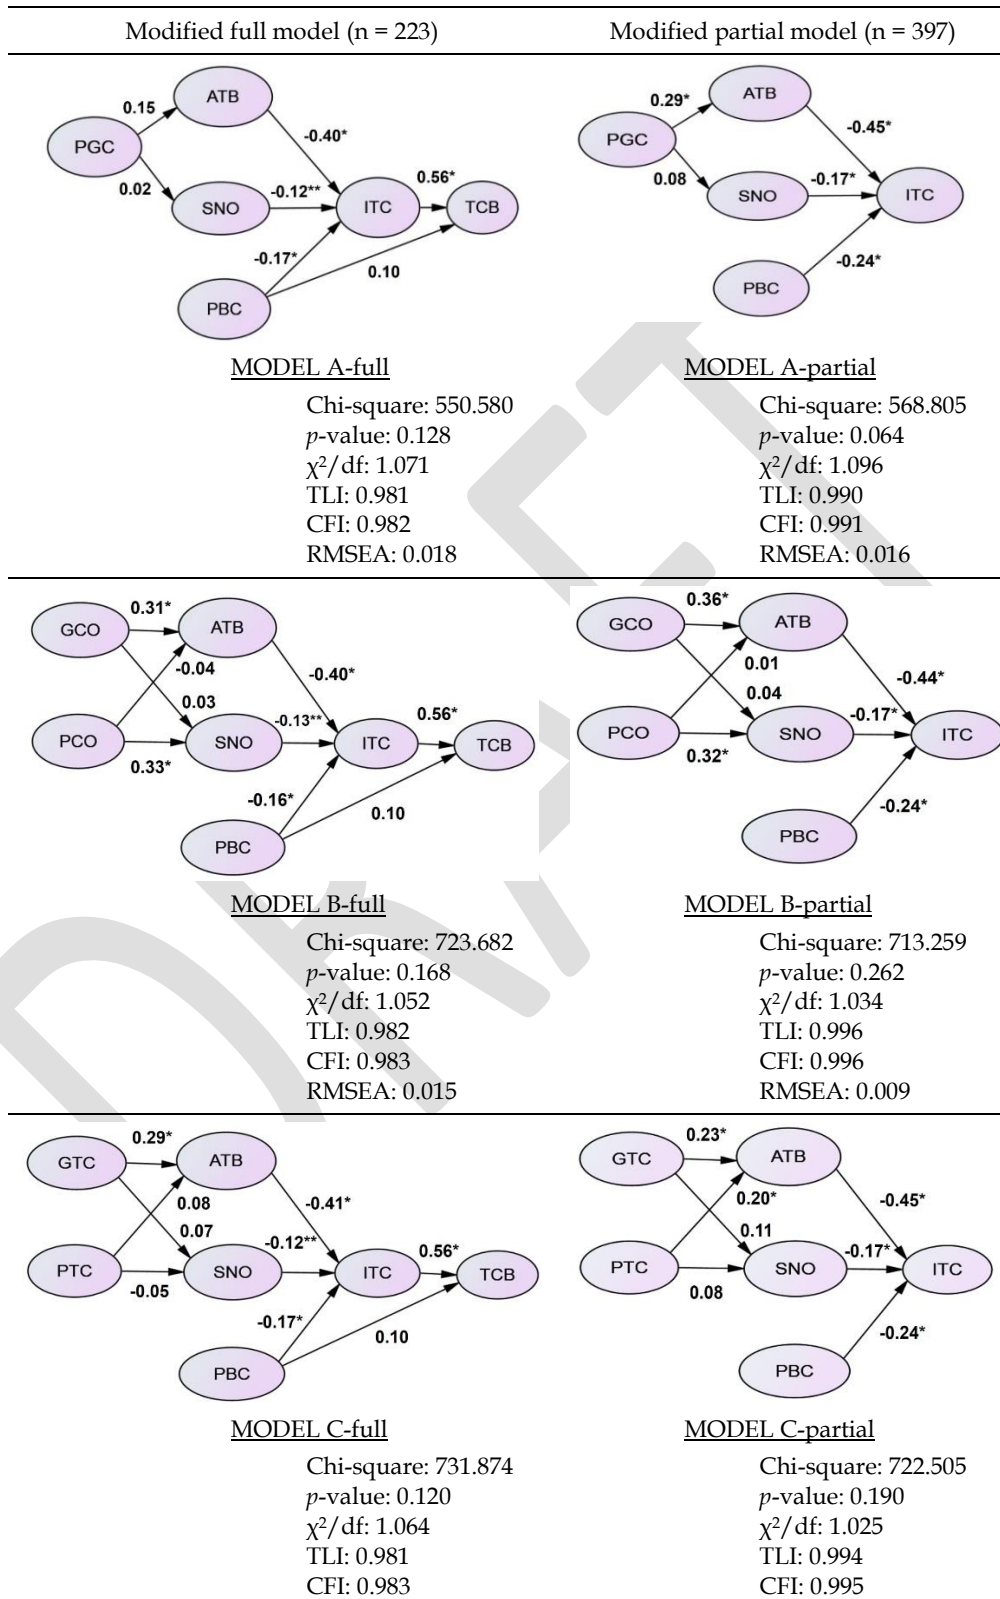 Modified full model (n = 223)
Modified partial model (n = 397)
ATB
0.15
-0.40*
PGC
0.56*
0.02
-0.12**
SNO
ITC
TCB
-0.17*
0.10
PBC
MODEL A-full
Chi-square: 550.580
p-value: 0.128
χ²/df: 1.071
TLI: 0.981
CFI: 0.982
RMSEA: 0.018
ATB
0.29*
-0.45*
PGC
0.08
-0.17*
SNO
ITC
-0.24*
PBC
MODEL A-partial
Chi-square: 568.805
p-value: 0.064
χ²/df: 1.096
TLI: 0.990
CFI: 0.991
RMSEA: 0.016
0.31*
GCO
ATB
-0.04
-0.40*
0.03
-0.13**
0.56*
PCO
SNO
ITC
TCB
0.33*
-0.16*
0.10
PBC
MODEL B-full
Chi-square: 723.682
p-value: 0.168
χ²/df: 1.052
TLI: 0.982
CFI: 0.983
RMSEA: 0.015
0.36*
GCO
ATB
0.01
-0.44*
0.04
-0.17*
PCO
SNO
ITC
0.32*
-0.24*
PBC
MODEL B-partial
Chi-square: 713.259
p-value: 0.262
χ²/df: 1.034
TLI: 0.996
CFI: 0.996
RMSEA: 0.009
0.29*
GTC
ATB
0.08
-0.41*
0.07
-0.12**
0.56*
PTC
SNO
ITC
TCB
-0.05
-0.17*
0.10
PBC
MODEL C-full
Chi-square: 731.874
p-value: 0.120
χ²/df: 1.064
TLI: 0.981
CFI: 0.983
0.23*
GTC
ATB
0.20*
-0.45*
0.11
-0.17*
PTC
SNO
ITC
0.08
-0.24*
PBC
MODEL C-partial
Chi-square: 722.505
p-value: 0.190
χ²/df: 1.025
TLI: 0.994
CFI: 0.995